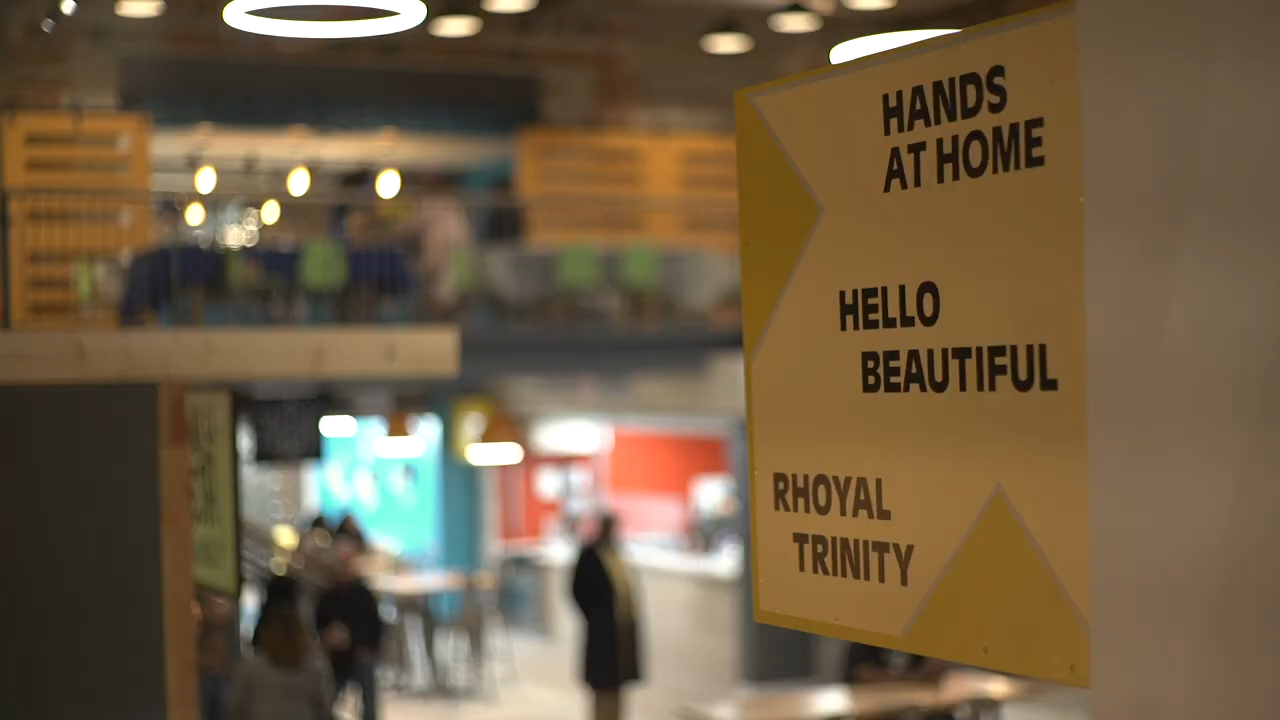 HANDS
AT HOME
HELLO
BEAUTIFUL
RHOYAL
TRINITY